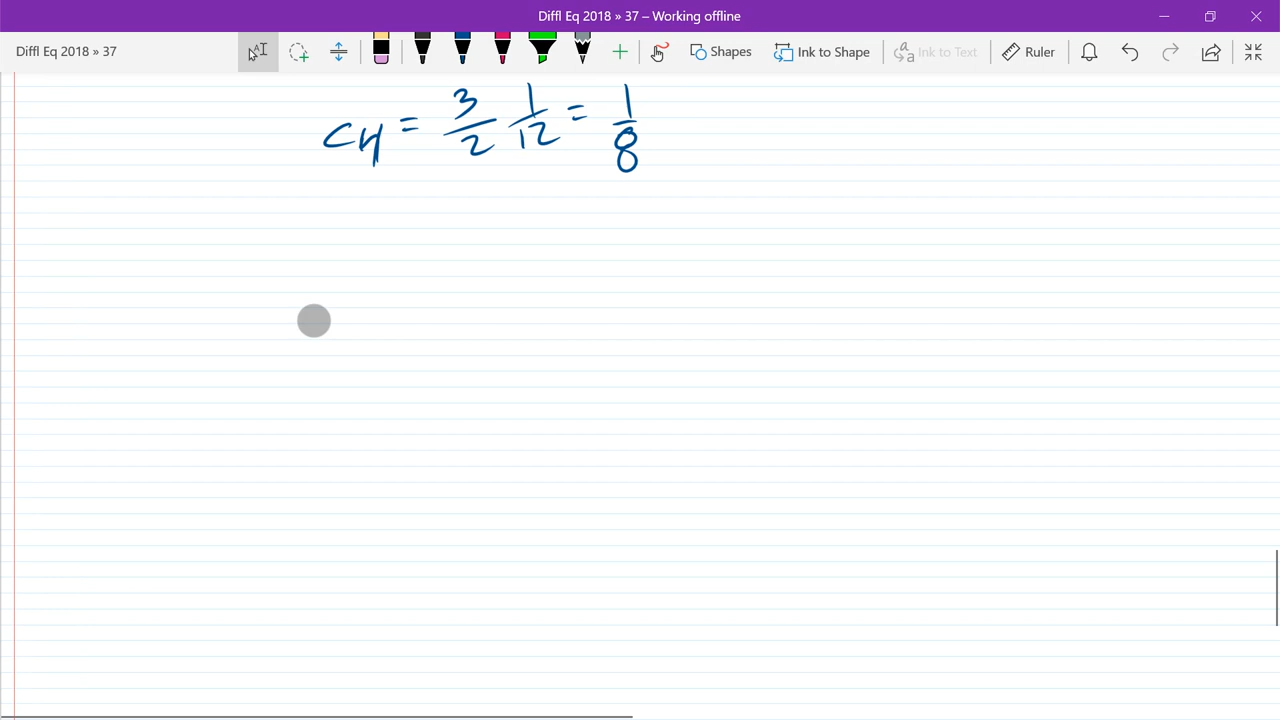 Diffl Eq 2018 » 37 – Working offline
Diffl Eq 2018 » 37
Shapes
Ink to Shape
Ink to Text
Ruler
c4 = 3/2 1/12 = 1/8